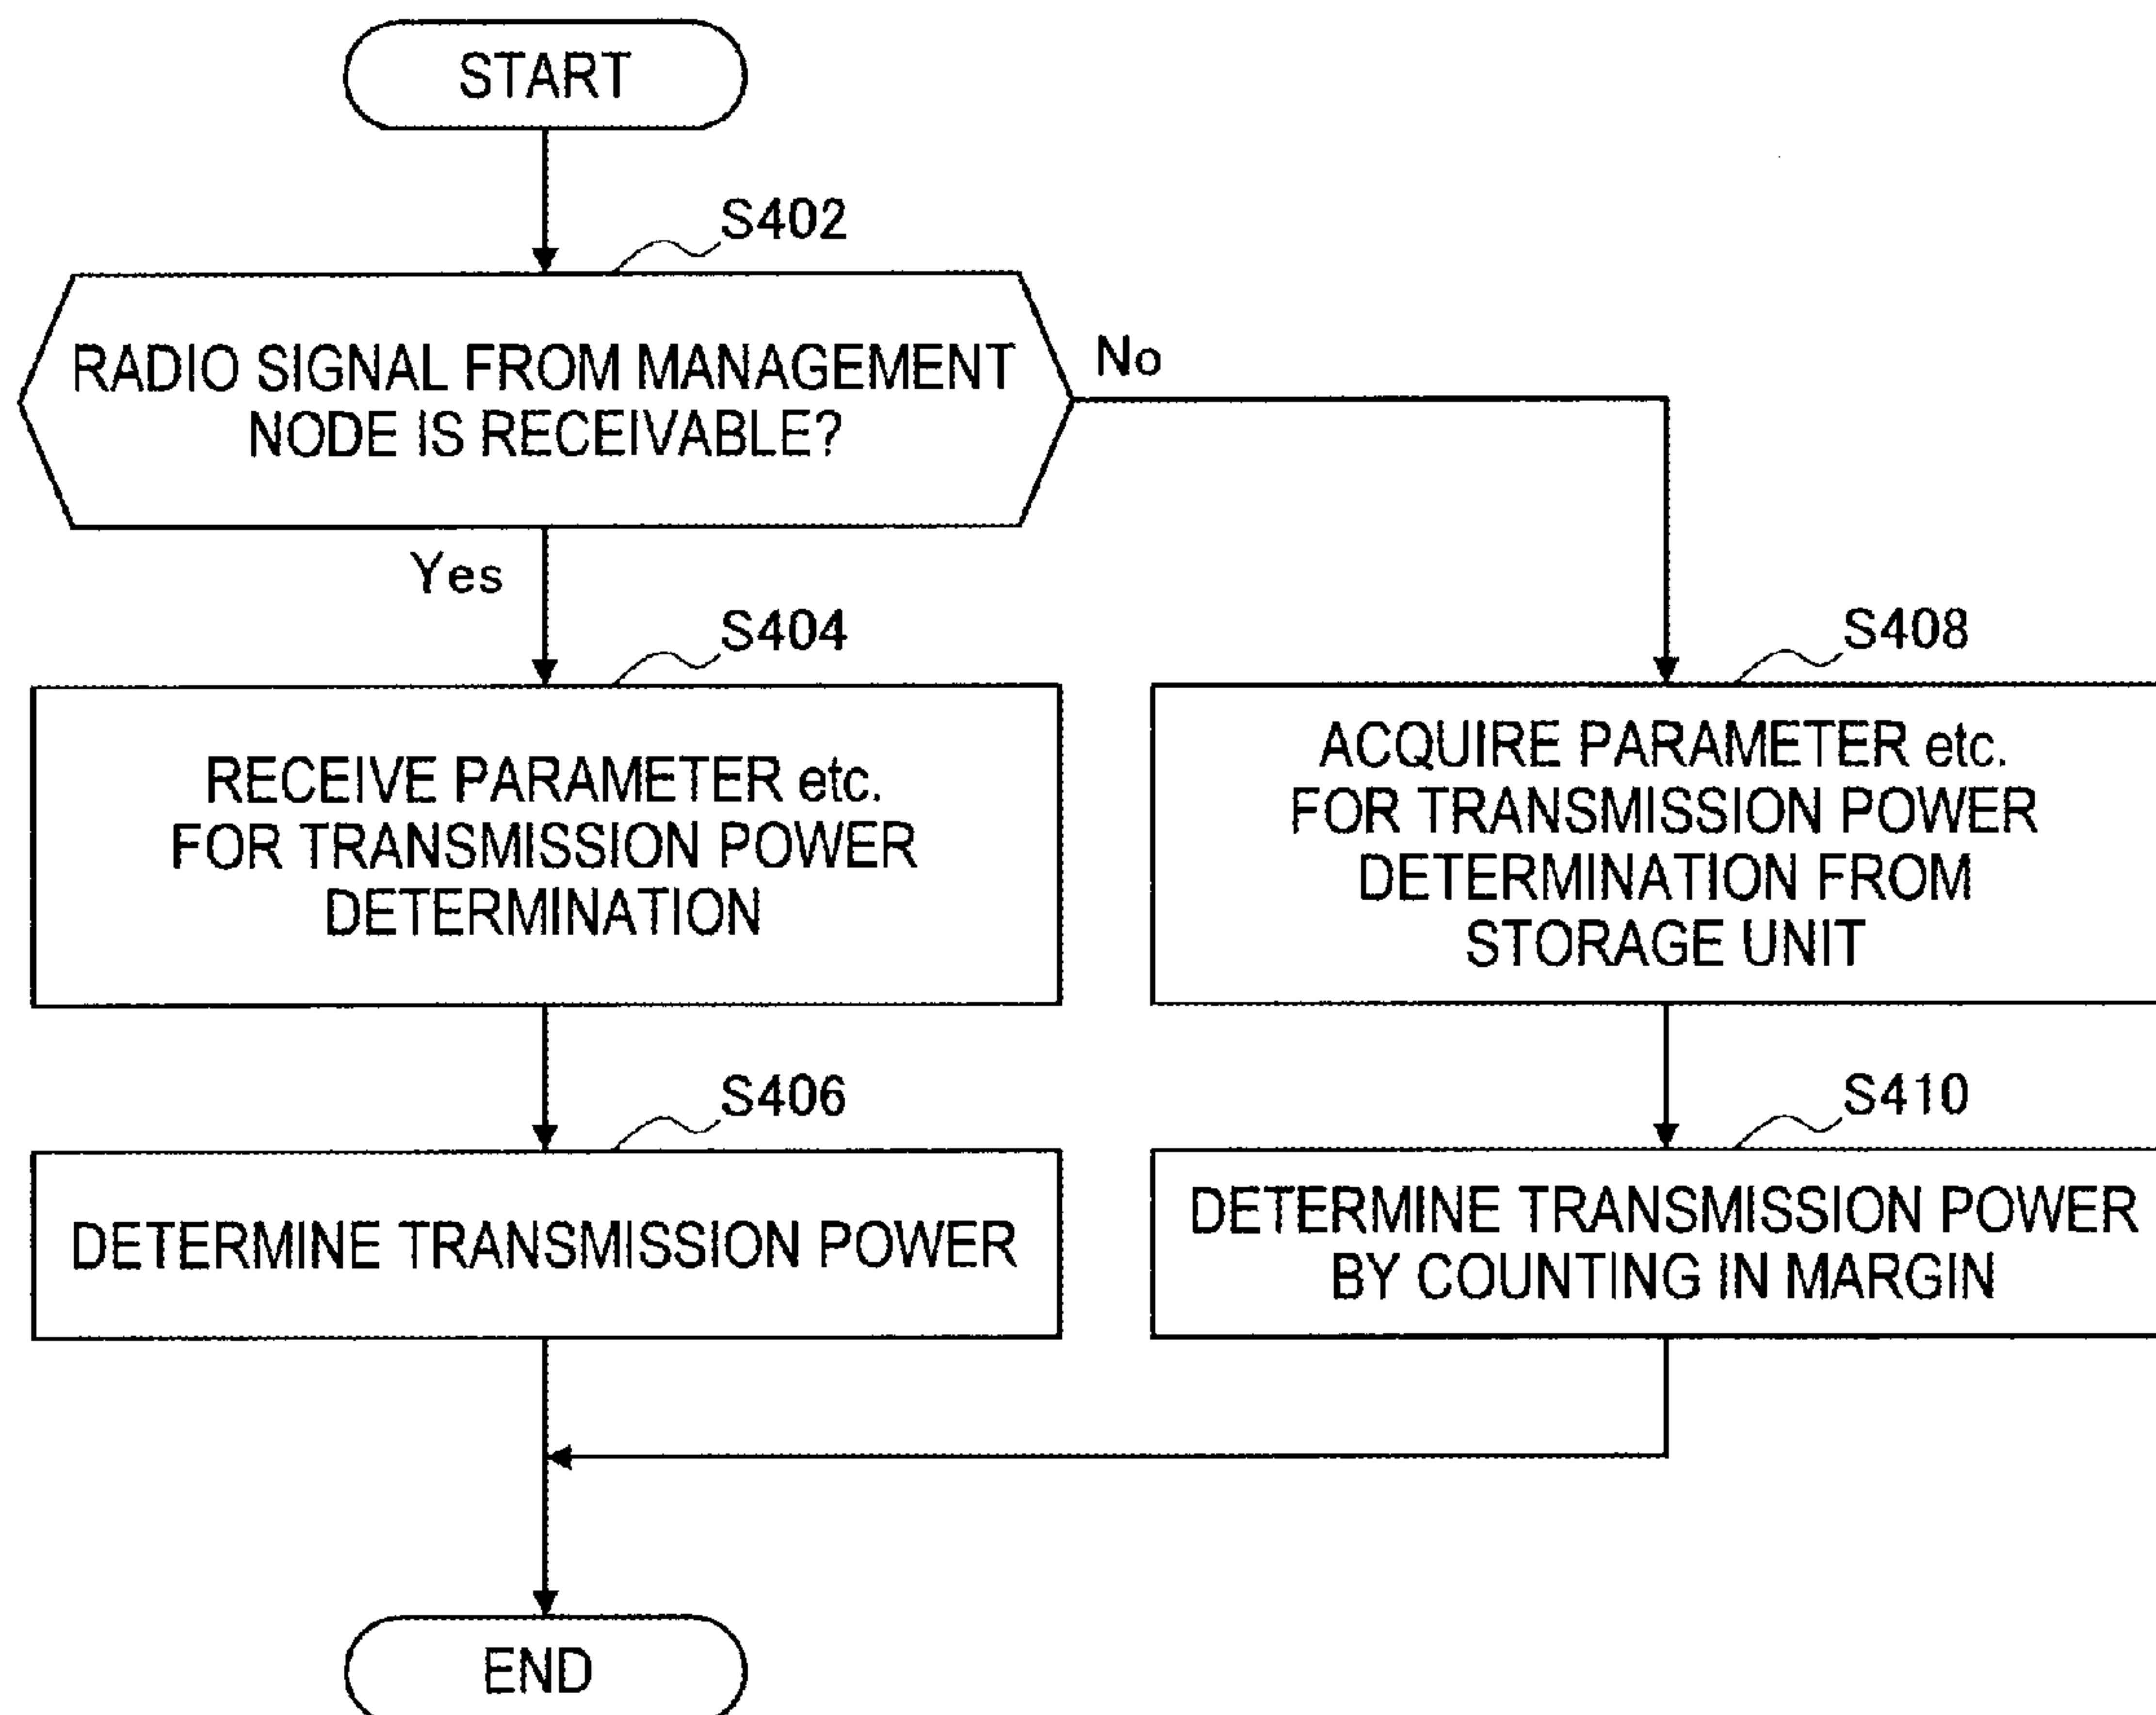 START
S402
RADIO SIGNAL FROM MANAGEMENT
NODE IS RECEIVABLE?
No
Yes
S404
RECEIVE PARAMETER etc.
FOR TRANSMISSION POWER
DETERMINATION
S408
ACQUIRE PARAMETER etc.
FOR TRANSMISSION POWER
DETERMINATION FROM
STORAGE UNIT
S406
DETERMINE TRANSMISSION POWER
S410
DETERMINE TRANSMISSION POWER
BY COUNTING IN MARGIN
END